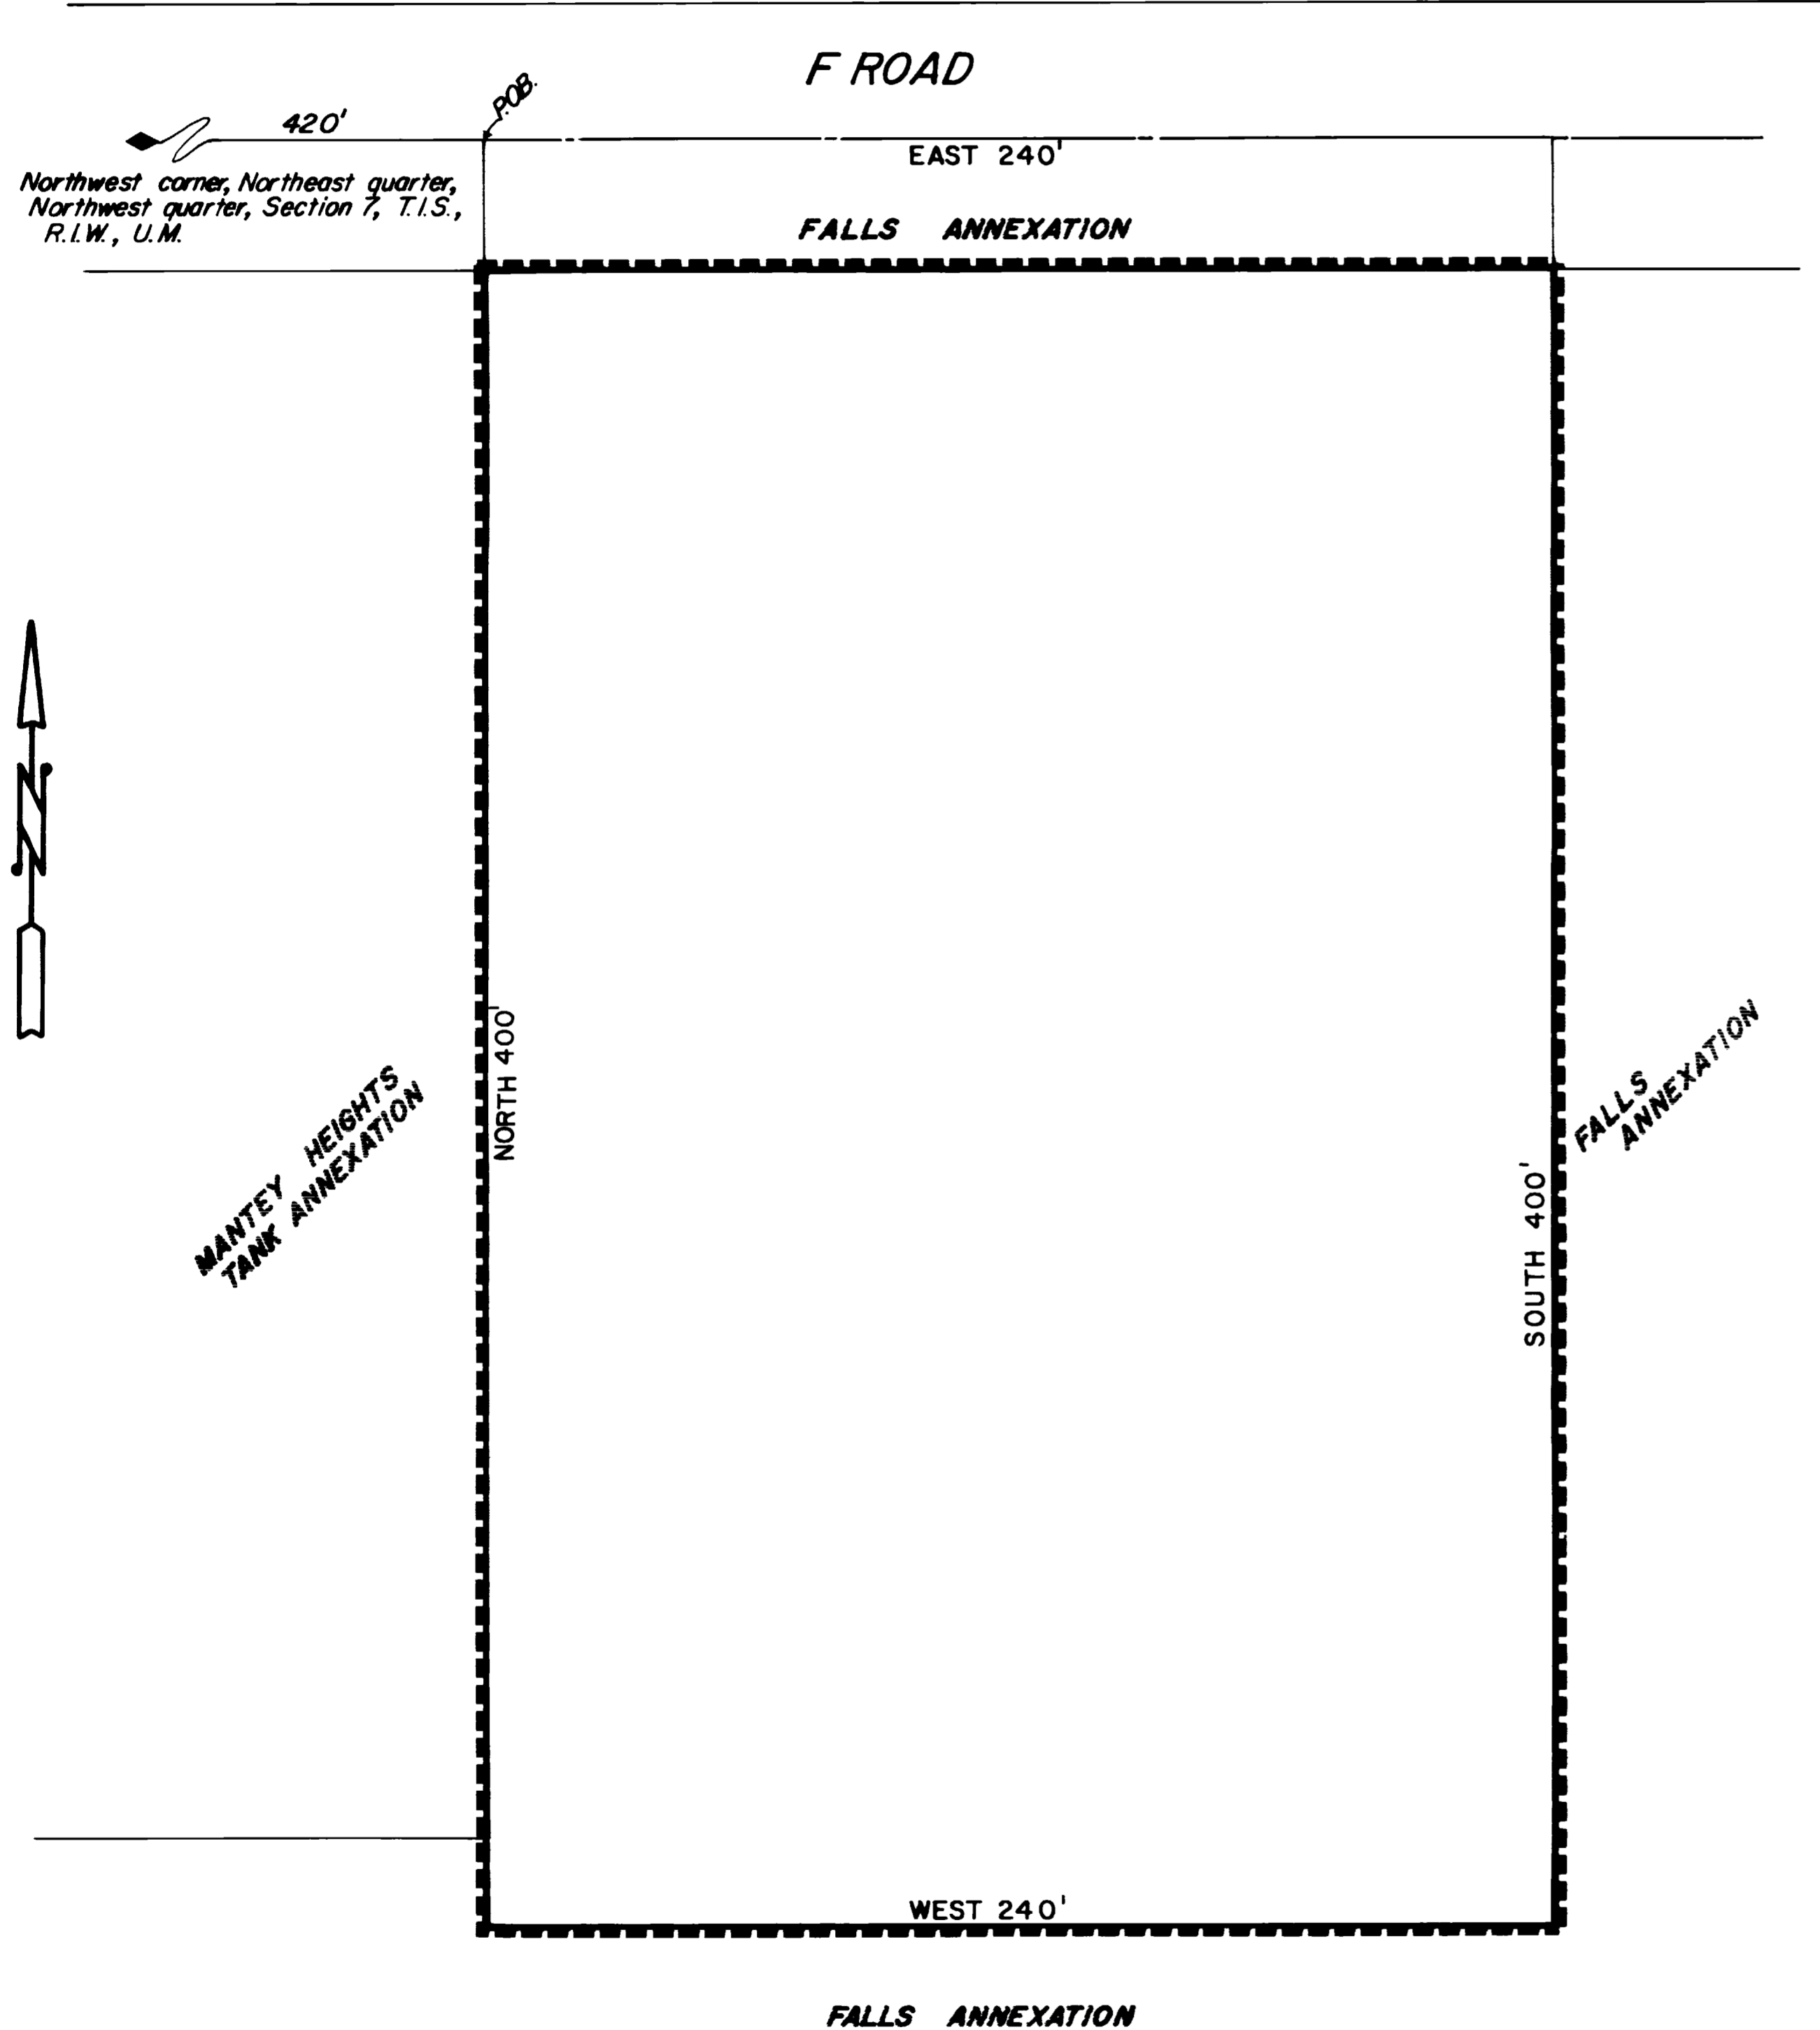 F ROAD
P.O.B.
420'
EAST 240'
Northwest corner, Northeast quarter,
Northwest quarter, Section 7, T.1.S.,
R.1.W., U.M.
FALLS ANNEXATION
N
NORTH 400'
MANTEY HEIGHTS
TANK ANNEXATION
FALLS
ANNEXATION
SOUTH 400'
WEST 240'
FALLS ANNEXATION